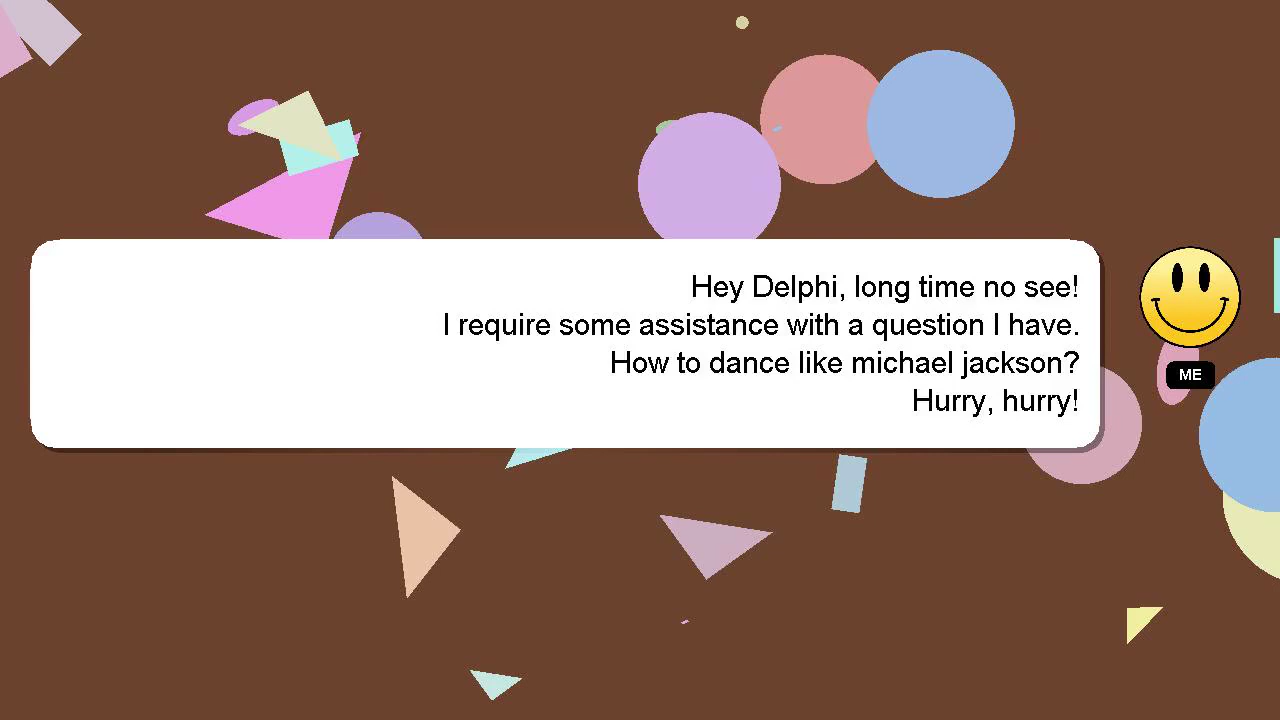 Hey Delphi, long time no see!
I require some assistance with a question I have.
How to dance like michael jackson?
Hurry, hurry!
ME